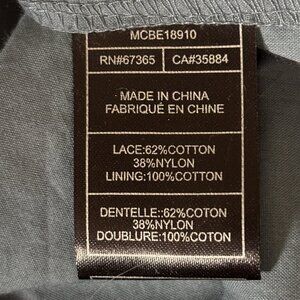 MCBE18910
RN#67365 CA#35884
MADE IN CHINA
FABRIQUÉ EN CHINE
LACE:62%COTTON
38%NYLON
LINING:100%COTTON
DENTELLE::62%COTON
38%NYLON
DOUBLURE:100%COTON